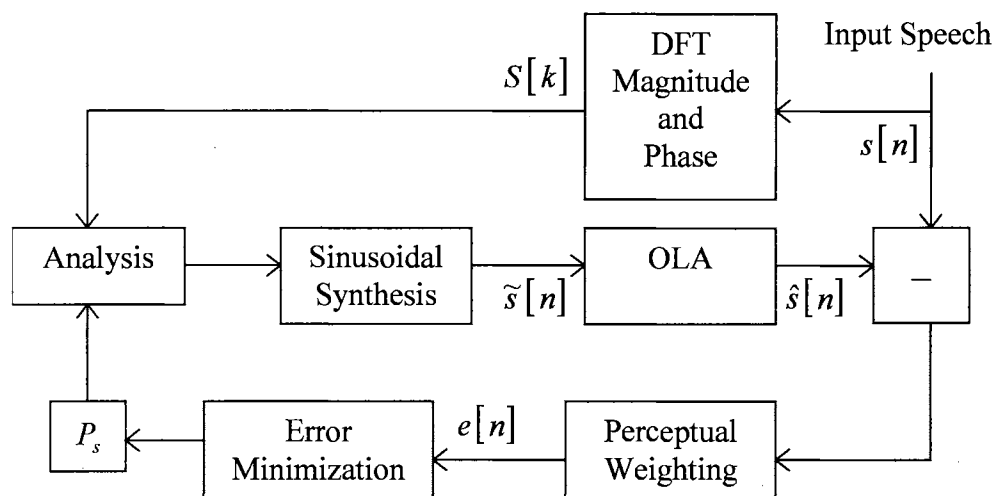 Input Speech
DFT
Magnitude
and
Phase
S[k]
s[n]
Analysis
Sinusoidal
Synthesis
s̃[n]
OLA
ŝ[n]
−
P_s
Error
Minimization
e[n]
Perceptual
Weighting